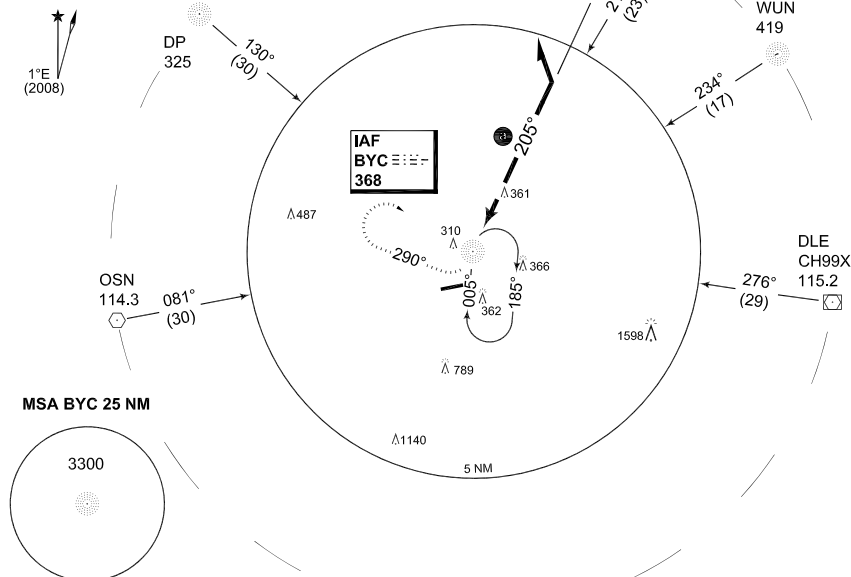 WUN
419
DP
325
130°
(30)
1°E
(2008)
234°
(17)
205°
a
IAF
BYC
368
361
487
310
290°
366
005°
185°
362
DLE
CH99X
115.2
276°
(29)
OSN
114.3
081°
(30)
1598
789
MSA BYC 25 NM
1140
3300
5 NM